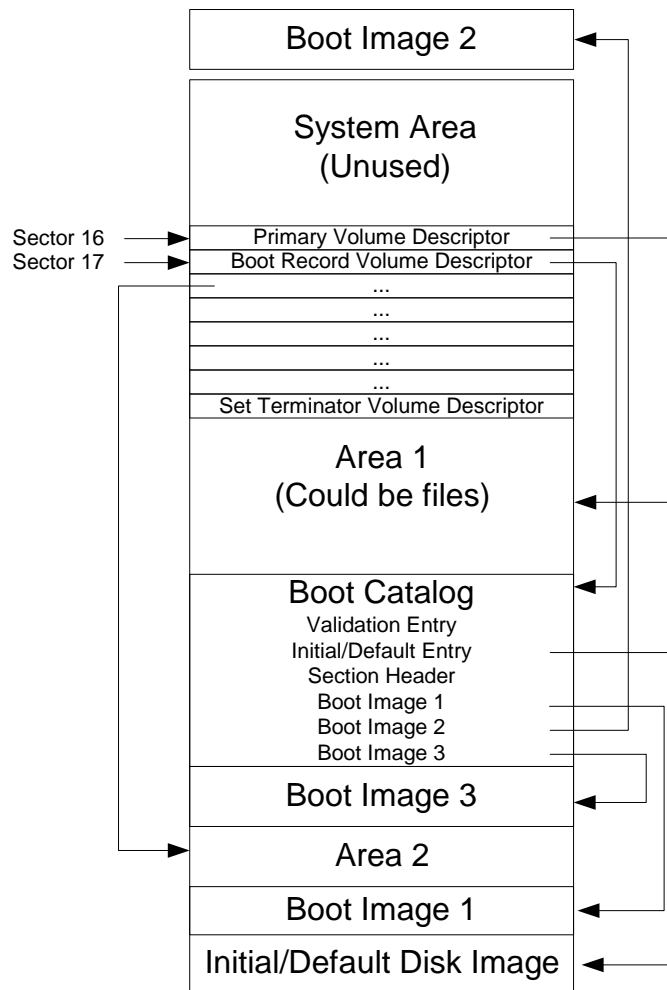 Boot Image 2
System Area
(Unused)
Sector 16
Primary Volume Descriptor
Sector 17
Boot Record Volume Descriptor
...
...
...
...
...
Set Terminator Volume Descriptor
Area 1
(Could be files)
Boot Catalog
Validation Entry
Initial/Default Entry
Section Header
Boot Image 1
Boot Image 2
Boot Image 3
Boot Image 3
Area 2
Boot Image 1
Initial/Default Disk Image